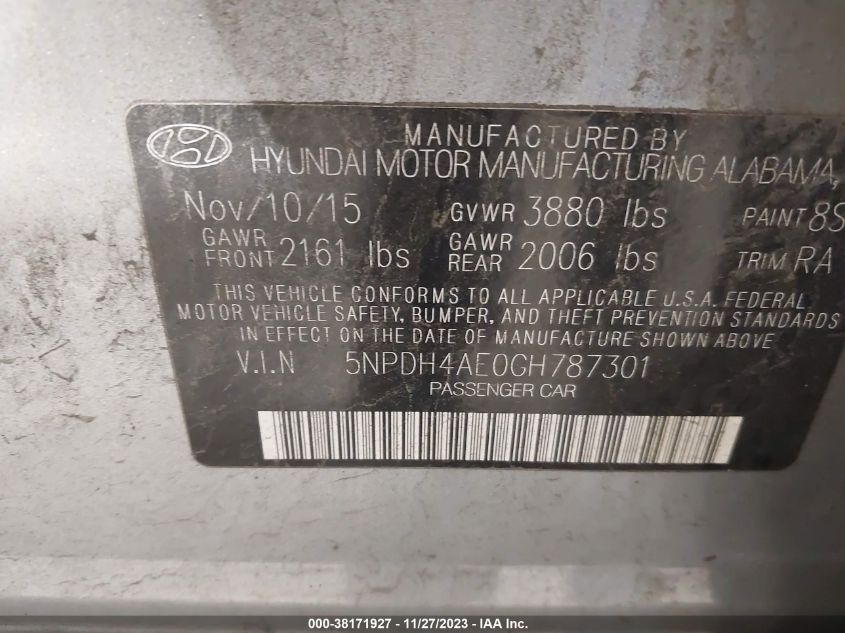 MANUFACTURED BY
HYUNDAI MOTOR MANUFACTURING ALABAMA,
Nov/10/15 GVWR 3880 lbs PAINT 8S
GAWR FRONT 2161 lbs GAWR REAR 2006 lbs TRIM RA
THIS VEHICLE CONFORMS TO ALL APPLICABLE U.S.A. FEDERAL
MOTOR VEHICLE SAFETY, BUMPER, AND THEFT PREVENTION STANDARDS
IN EFFECT ON THE DATE OF MANUFACTURE SHOWN ABOVE
V.I.N 5NPDH4AE0GH787301
PASSENGER CAR
000-38171927 - 11/27/2023 - IAA Inc.